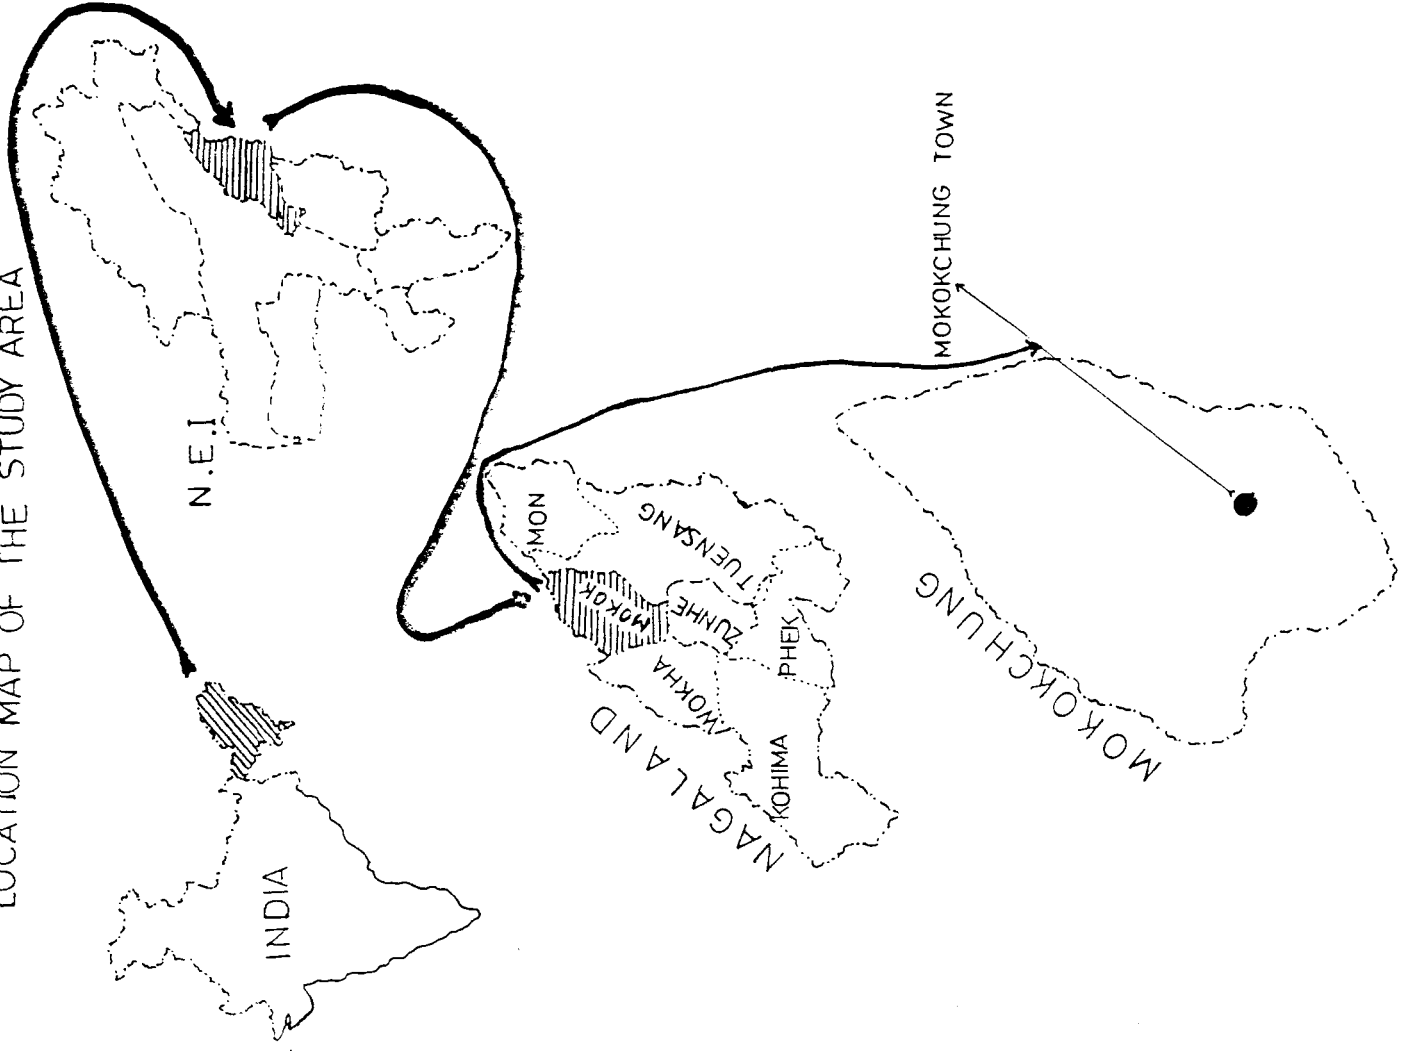 LOCATION MAP OF THE STUDY AREA
INDIA
N.E.I
NAGALAND
MON
TUENSANG
MOKOK
ZUNHE
WOKHA
PHEK
KOHIMA
MOKOKCHUNG
MOKOKCHUNG TOWN